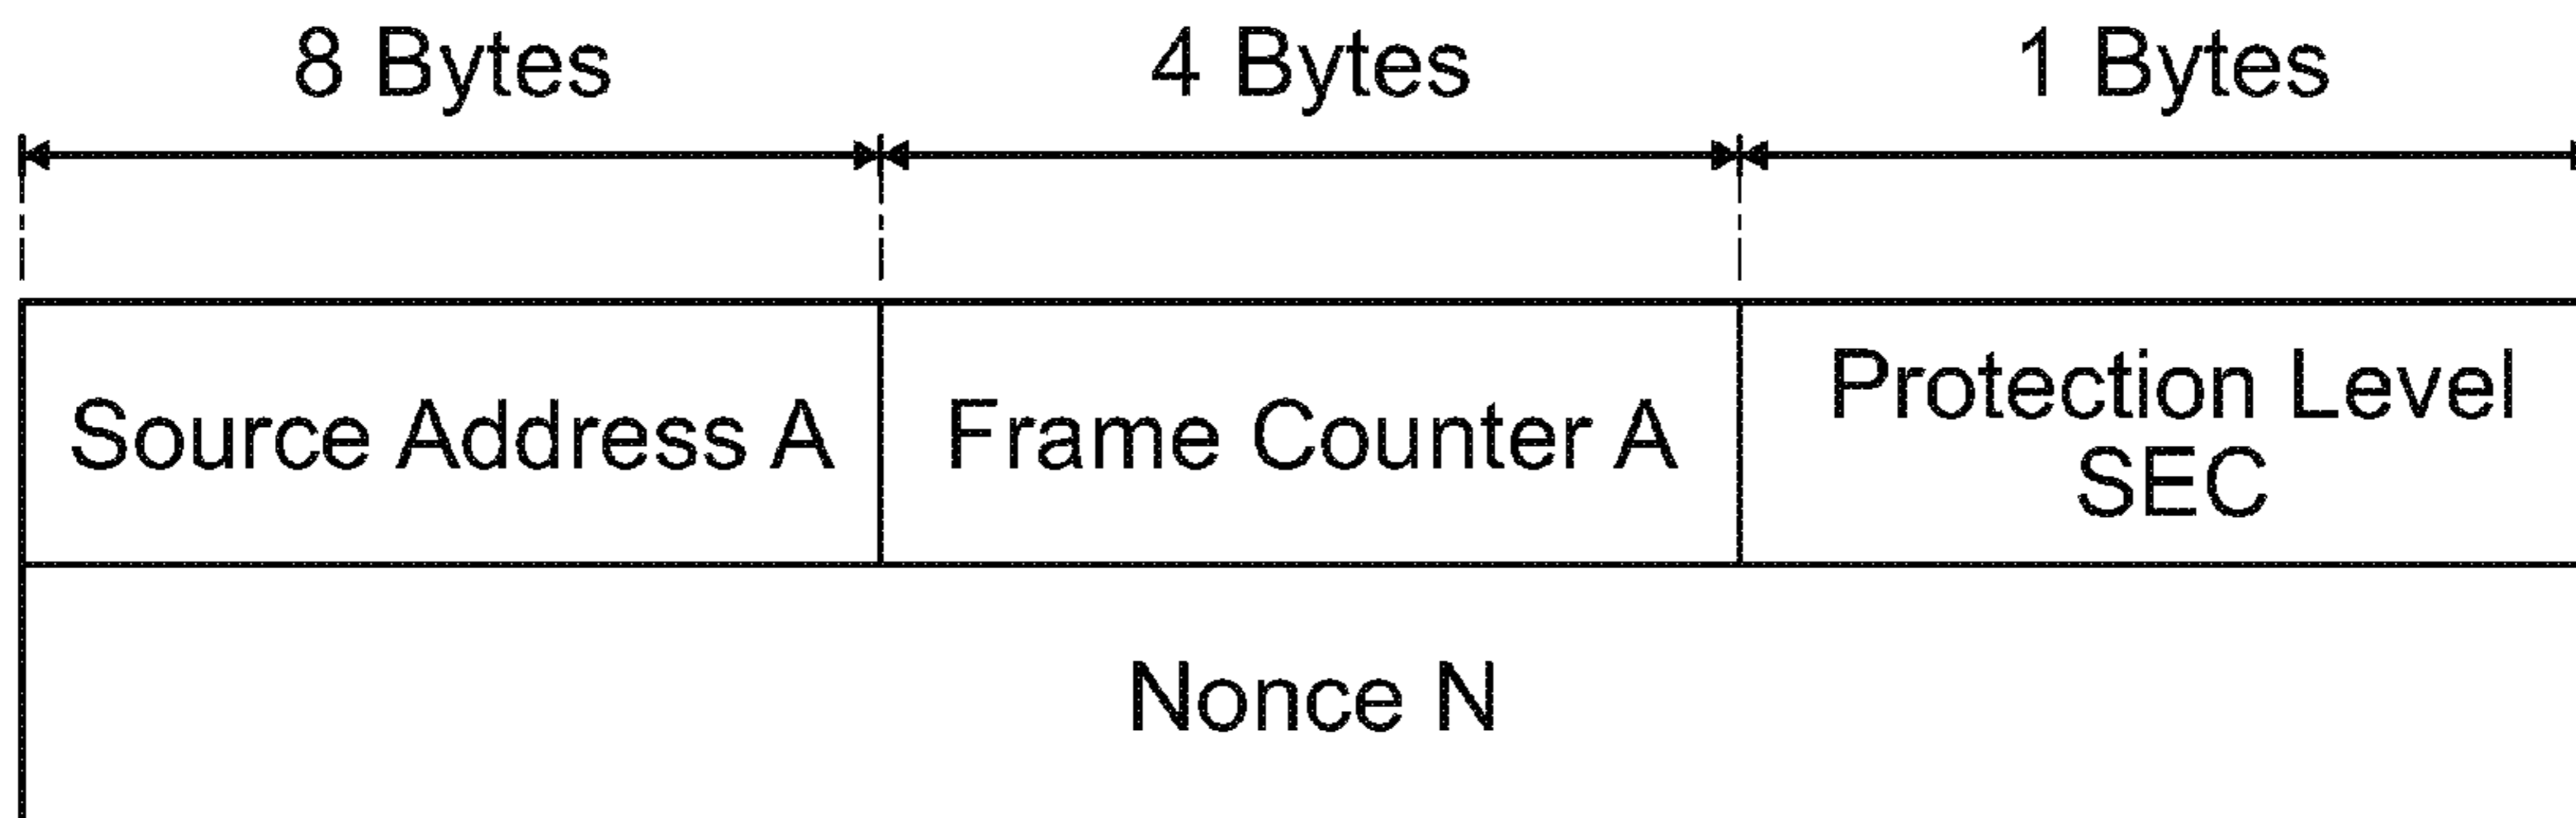 8 Bytes
4 Bytes
1 Bytes
Source Address A
Frame Counter A
Protection Level
SEC
Nonce N